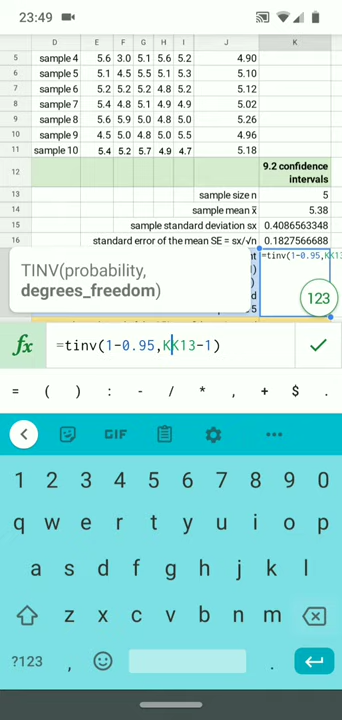 23:49
D E F G H I J K
5 sample 4 5.6 3.0 5.1 5.6 5.2 4.90
6 sample 5 5.1 4.5 5.5 5.1 5.3 5.10
7 sample 6 5.2 5.2 5.2 4.8 5.2 5.12
8 sample 7 5.4 4.8 5.1 4.9 4.9 5.02
9 sample 8 5.6 5.9 5.0 4.8 5.0 5.26
10 sample 9 4.5 5.0 4.8 5.0 5.5 4.96
11 sample 10 5.4 5.2 5.7 4.9 4.7 5.18
12 9.2 confidence
intervals
13 sample size n 5
14 sample mean x̅ 5.38
15 sample standard deviation sx 0.4086563348
16 standard error of the mean SE = sx/√n 0.1827566688
=tinv(1-0.95,KK13
TINV(probability,
degrees_freedom)
123
fx =tinv(1-0.95,KK13-1)
= ( ) : - / * , + $ .
GIF
1 2 3 4 5 6 7 8 9 0
q w e r t y u i o p
a s d f g h j k l
z x c v b n m
?123 , .